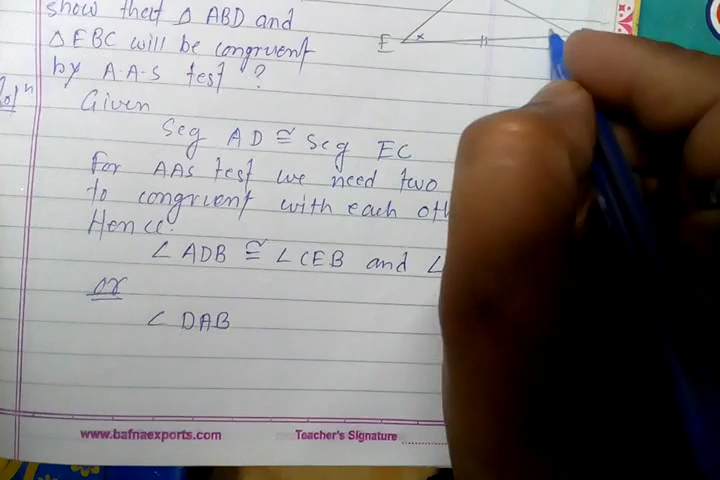 show that △ ABD and
△ EBC will be congruent
by A-A-S test ?
E x
Solⁿ Given
Seg AD ≅ Seg EC
For AAS test we need two
to congruent with each oth
Hence.
∠ ADB ≅ ∠ CEB and ∠
or
∠ DAB
www.bafnaexports.com Teacher's Signature